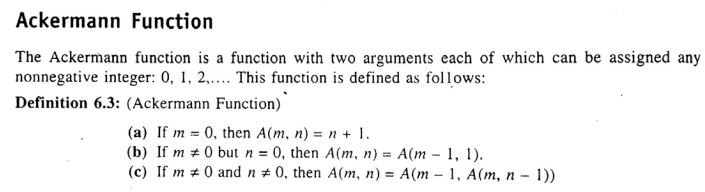 Ackermann Function
The Ackermann function is a function with two arguments each of which can be assigned any
nonnegative integer: 0, 1, 2,.... This function is defined as follows:
Definition 6.3: (Ackermann Function)
(a) If m = 0, then A(m, n) = n + 1.
(b) If m ≠ 0 but n = 0, then A(m, n) = A(m − 1, 1).
(c) If m ≠ 0 and n ≠ 0, then A(m, n) = A(m − 1, A(m, n − 1))